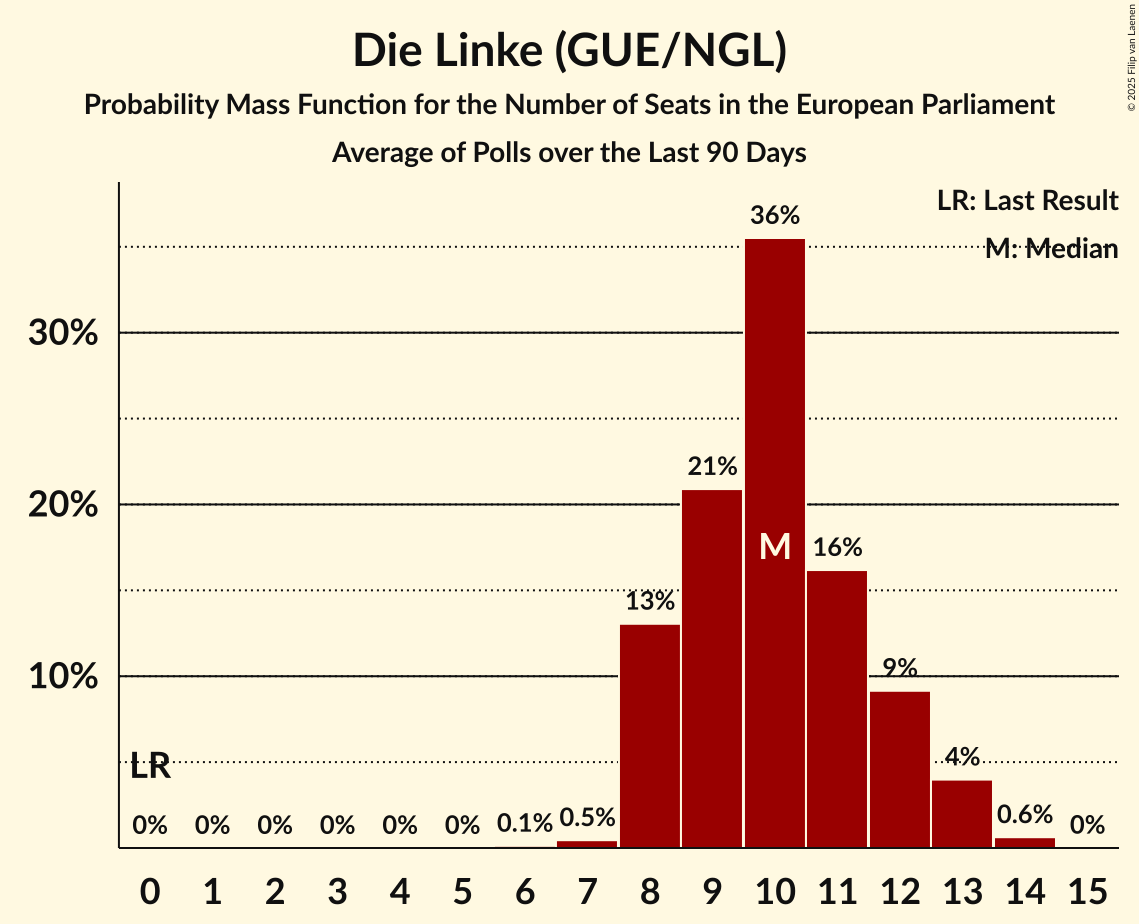 Die Linke (GUE/NGL)
Probability Mass Function for the Number of Seats in the European Parliament
Average of Polls over the Last 90 Days
© 2025 Filip van Laenen
LR: Last Result
M: Median
36%
30%
21%
20%
M
16%
13%
10%
9%
LR
4%
0% 0% 0% 0% 0% 0% 0.1% 0.5% 0.6% 0%
0 1 2 3 4 5 6 7 8 9 10 11 12 13 14 15